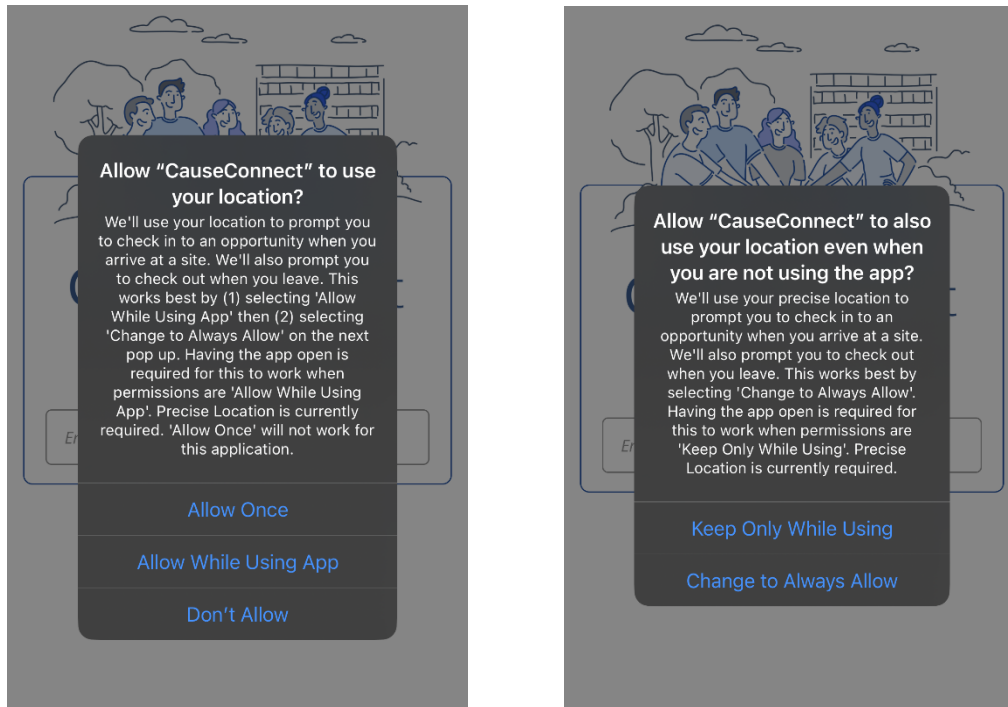 Allow “CauseConnect” to use
your location?
We'll use your location to prompt you
to check in to an opportunity when you
arrive at a site. We'll also prompt you
to check out when you leave. This
works best by (1) selecting 'Allow
While Using App' then (2) selecting
'Change to Always Allow' on the next
pop up. Having the app open is
required for this to work when
permissions are 'Allow While Using
App'. Precise Location is currently
required. 'Allow Once' will not work for
this application.
Allow Once
Allow While Using App
Don’t Allow
Allow “CauseConnect” to also
use your location even when
you are not using the app?
We'll use your precise location to
prompt you to check in to an
opportunity when you arrive at a site.
We'll also prompt you to check out
when you leave. This works best by
selecting 'Change to Always Allow'.
Having the app open is required for
this to work when permissions are
'Keep Only While Using'. Precise
Location is currently required.
Keep Only While Using
Change to Always Allow